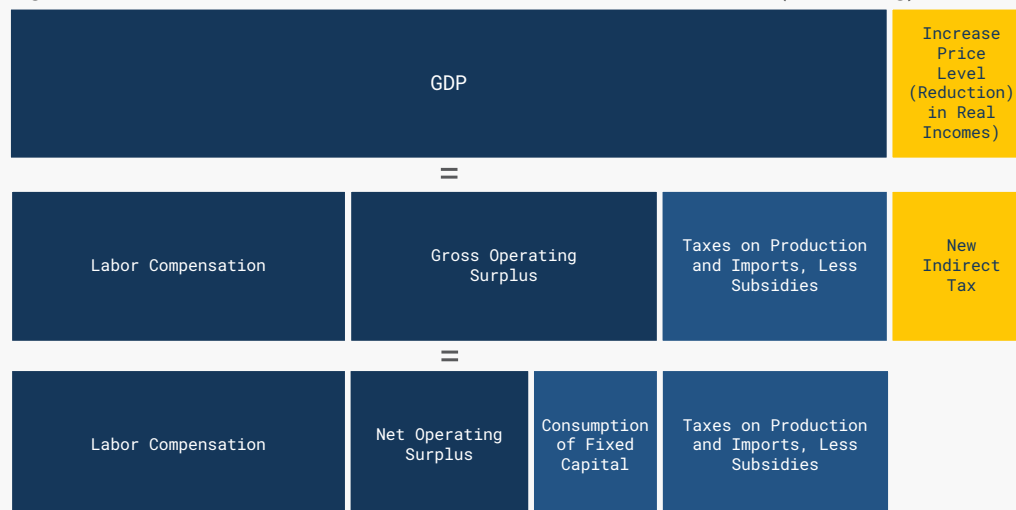 GDP
Increase
Price
Level
(Reduction)
in Real
Incomes)
=
Labor Compensation
Gross Operating
Surplus
Taxes on Production
and Imports, Less
Subsidies
New
Indirect
Tax
=
Labor Compensation
Net Operating
Surplus
Consumption
of Fixed
Capital
Taxes on Production
and Imports, Less
Subsidies